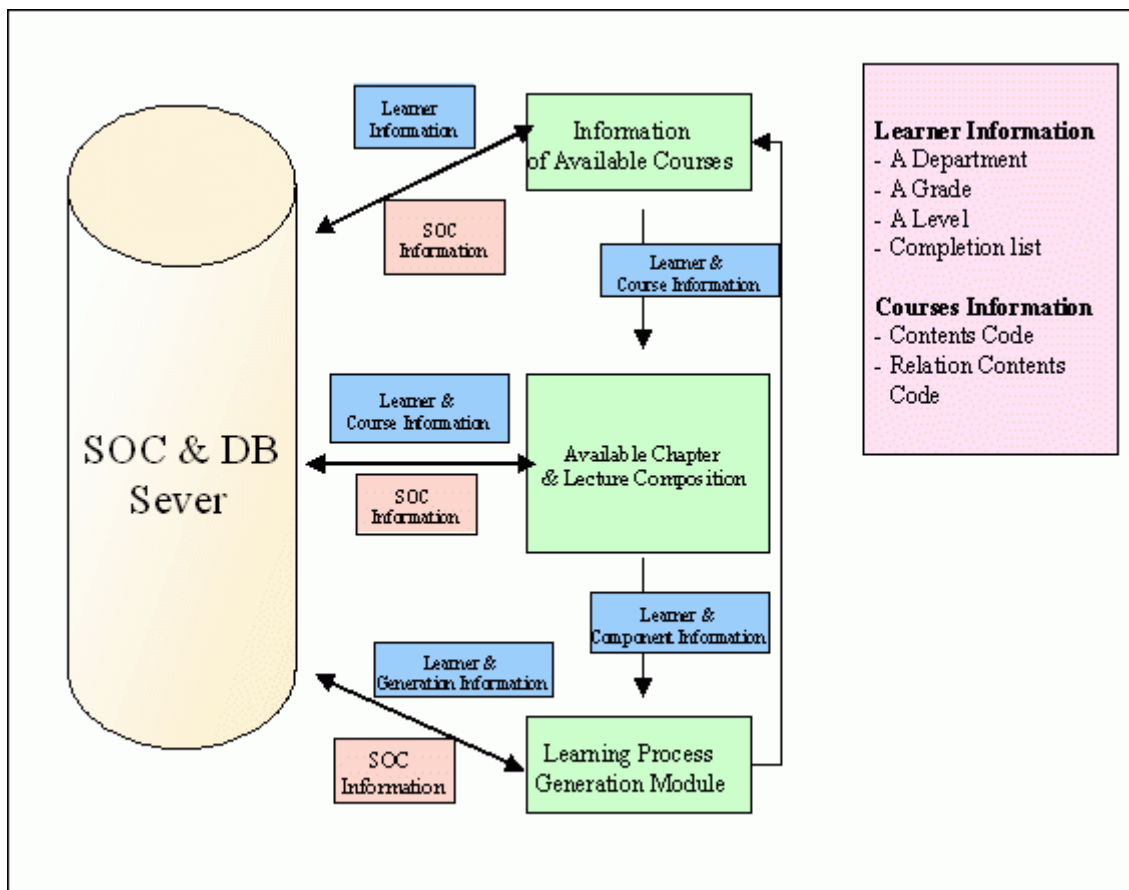 Learner
Information
Information
of Available Courses
SOC
Information
Learner &
Course Information
Learner Information
- A Department
- A Grade
- A Level
- Completion list
Courses Information
- Contents Code
- Relation Contents
Code
SOC & DB
Sever
Learner &
Course Information
SOC
Information
Available Chapter
& Lecture Composition
Learner &
Component Information
Learner &
Generation Information
SOC
Information
Learning Process
Generation Module